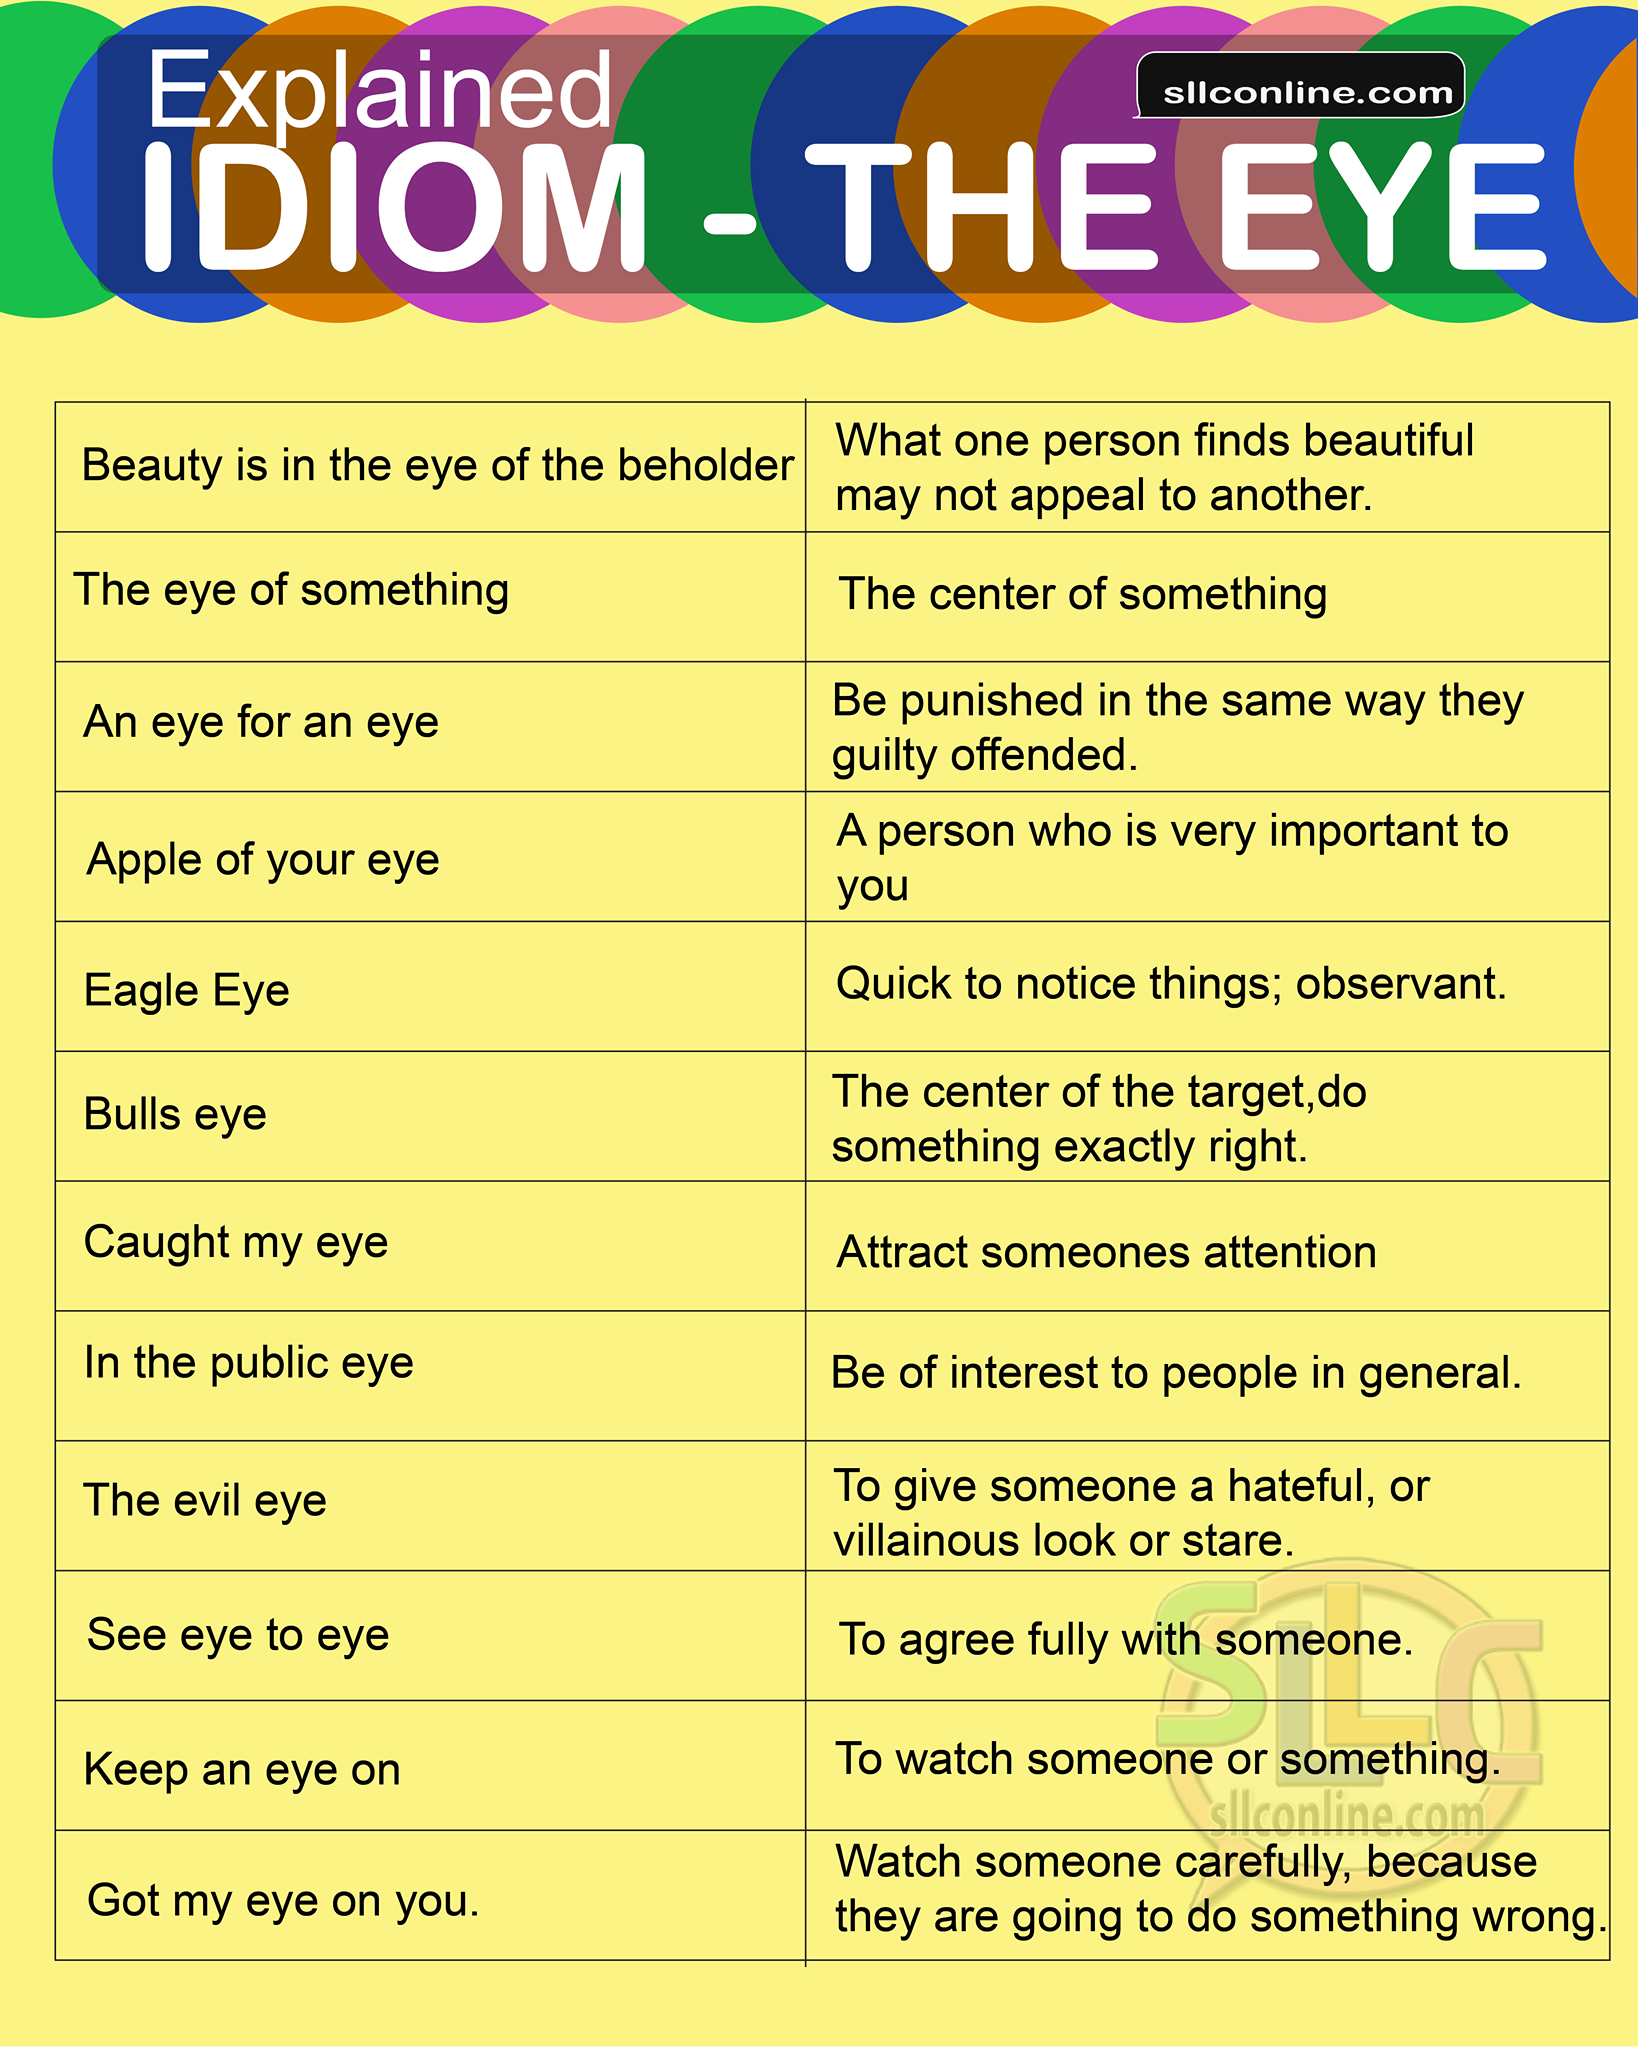 Explained
sllconline.com
IDIOM - THE EYE
Beauty is in the eye of the beholder
What one person finds beautiful
may not appeal to another.
The eye of something
The center of something
An eye for an eye
Be punished in the same way they
guilty offended.
Apple of your eye
A person who is very important to
you
Eagle Eye
Quick to notice things; observant.
Bulls eye
The center of the target,do
something exactly right.
Caught my eye
Attract someones attention
In the public eye
Be of interest to people in general.
The evil eye
To give someone a hateful, or
villainous look or stare.
See eye to eye
To agree fully with someone.
Keep an eye on
To watch someone or something.
SLLC
sllconline.com
Got my eye on you.
Watch someone carefully, because
they are going to do something wrong.